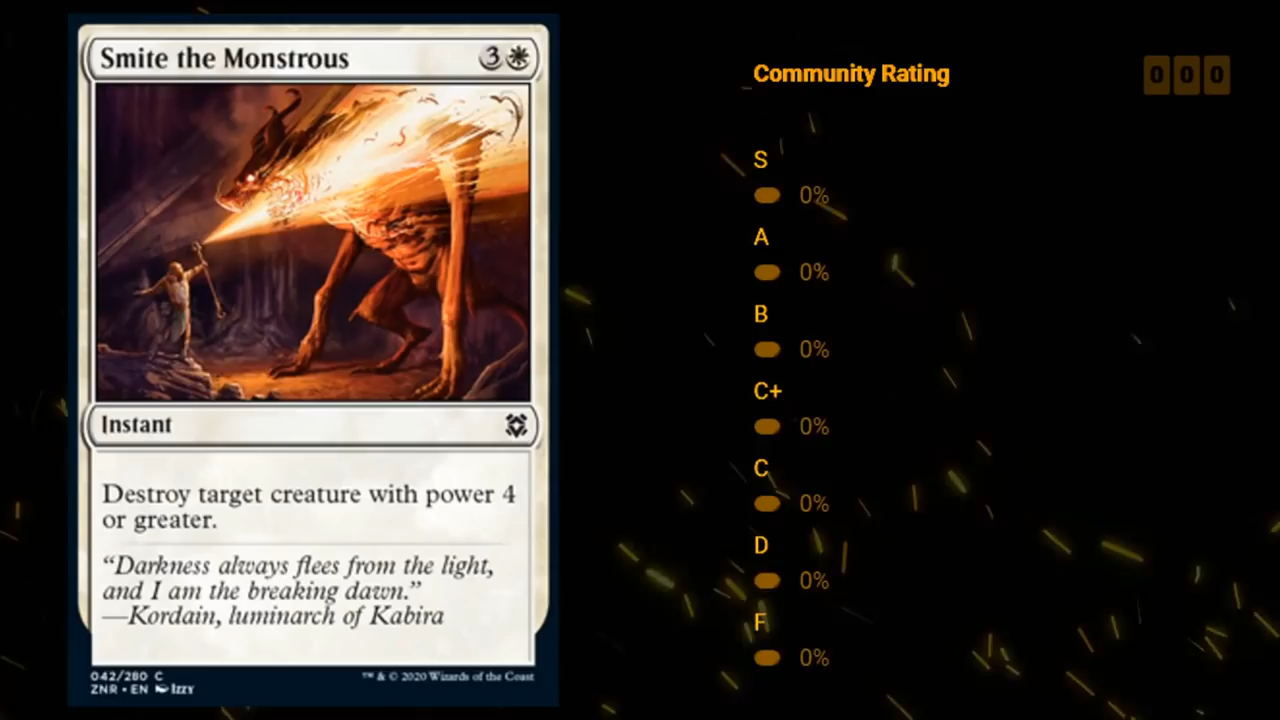 Smite the Monstrous 3
Instant
Destroy target creature with power 4
or greater.
“Darkness always flees from the light,
and I am the breaking dawn.”
—Kordain, luminarch of Kabira
042/280 C
ZNR • EN Izzy
™ & © 2020 Wizards of the Coast
Community Rating
000
S
0%
A
0%
B
0%
C+
0%
C
0%
D
0%
F
0%